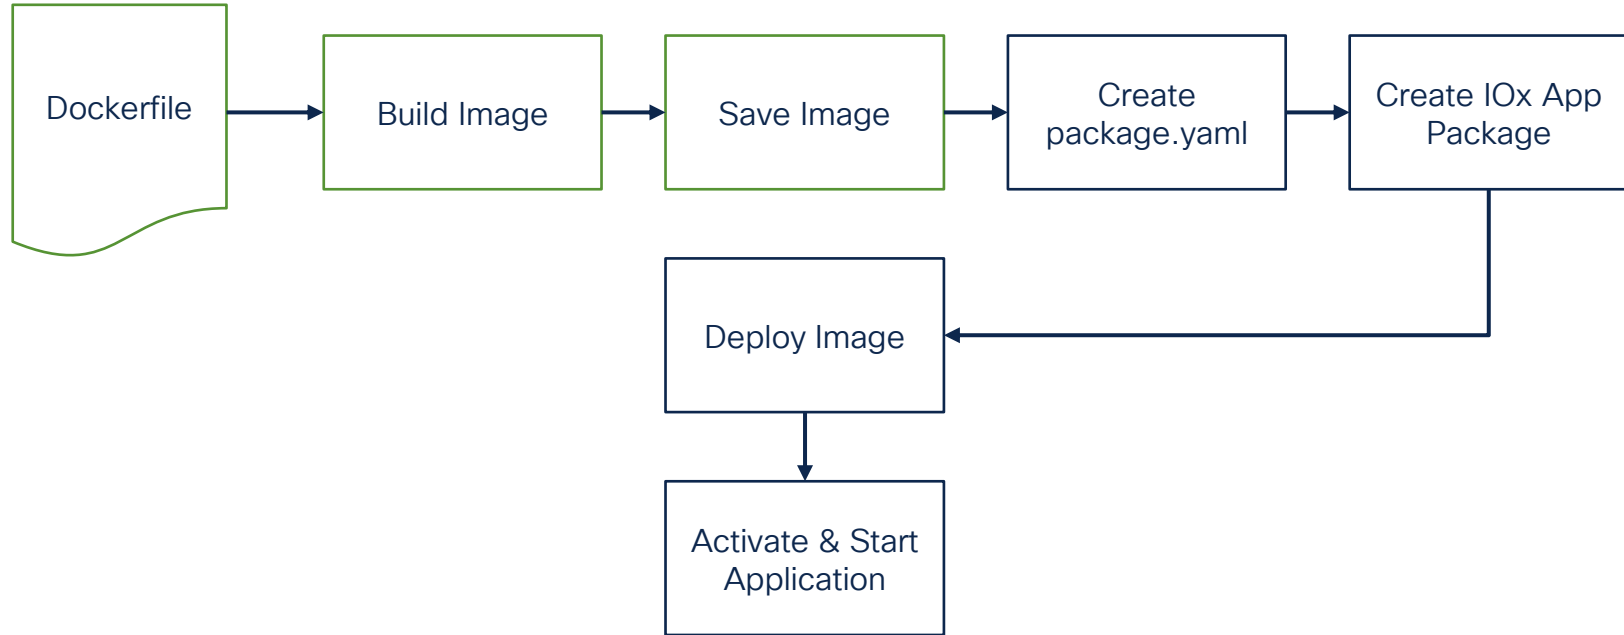 Dockerfile
Build Image
Save Image
Create
package.yaml
Create IOx App
Package
Deploy Image
Activate & Start
Application